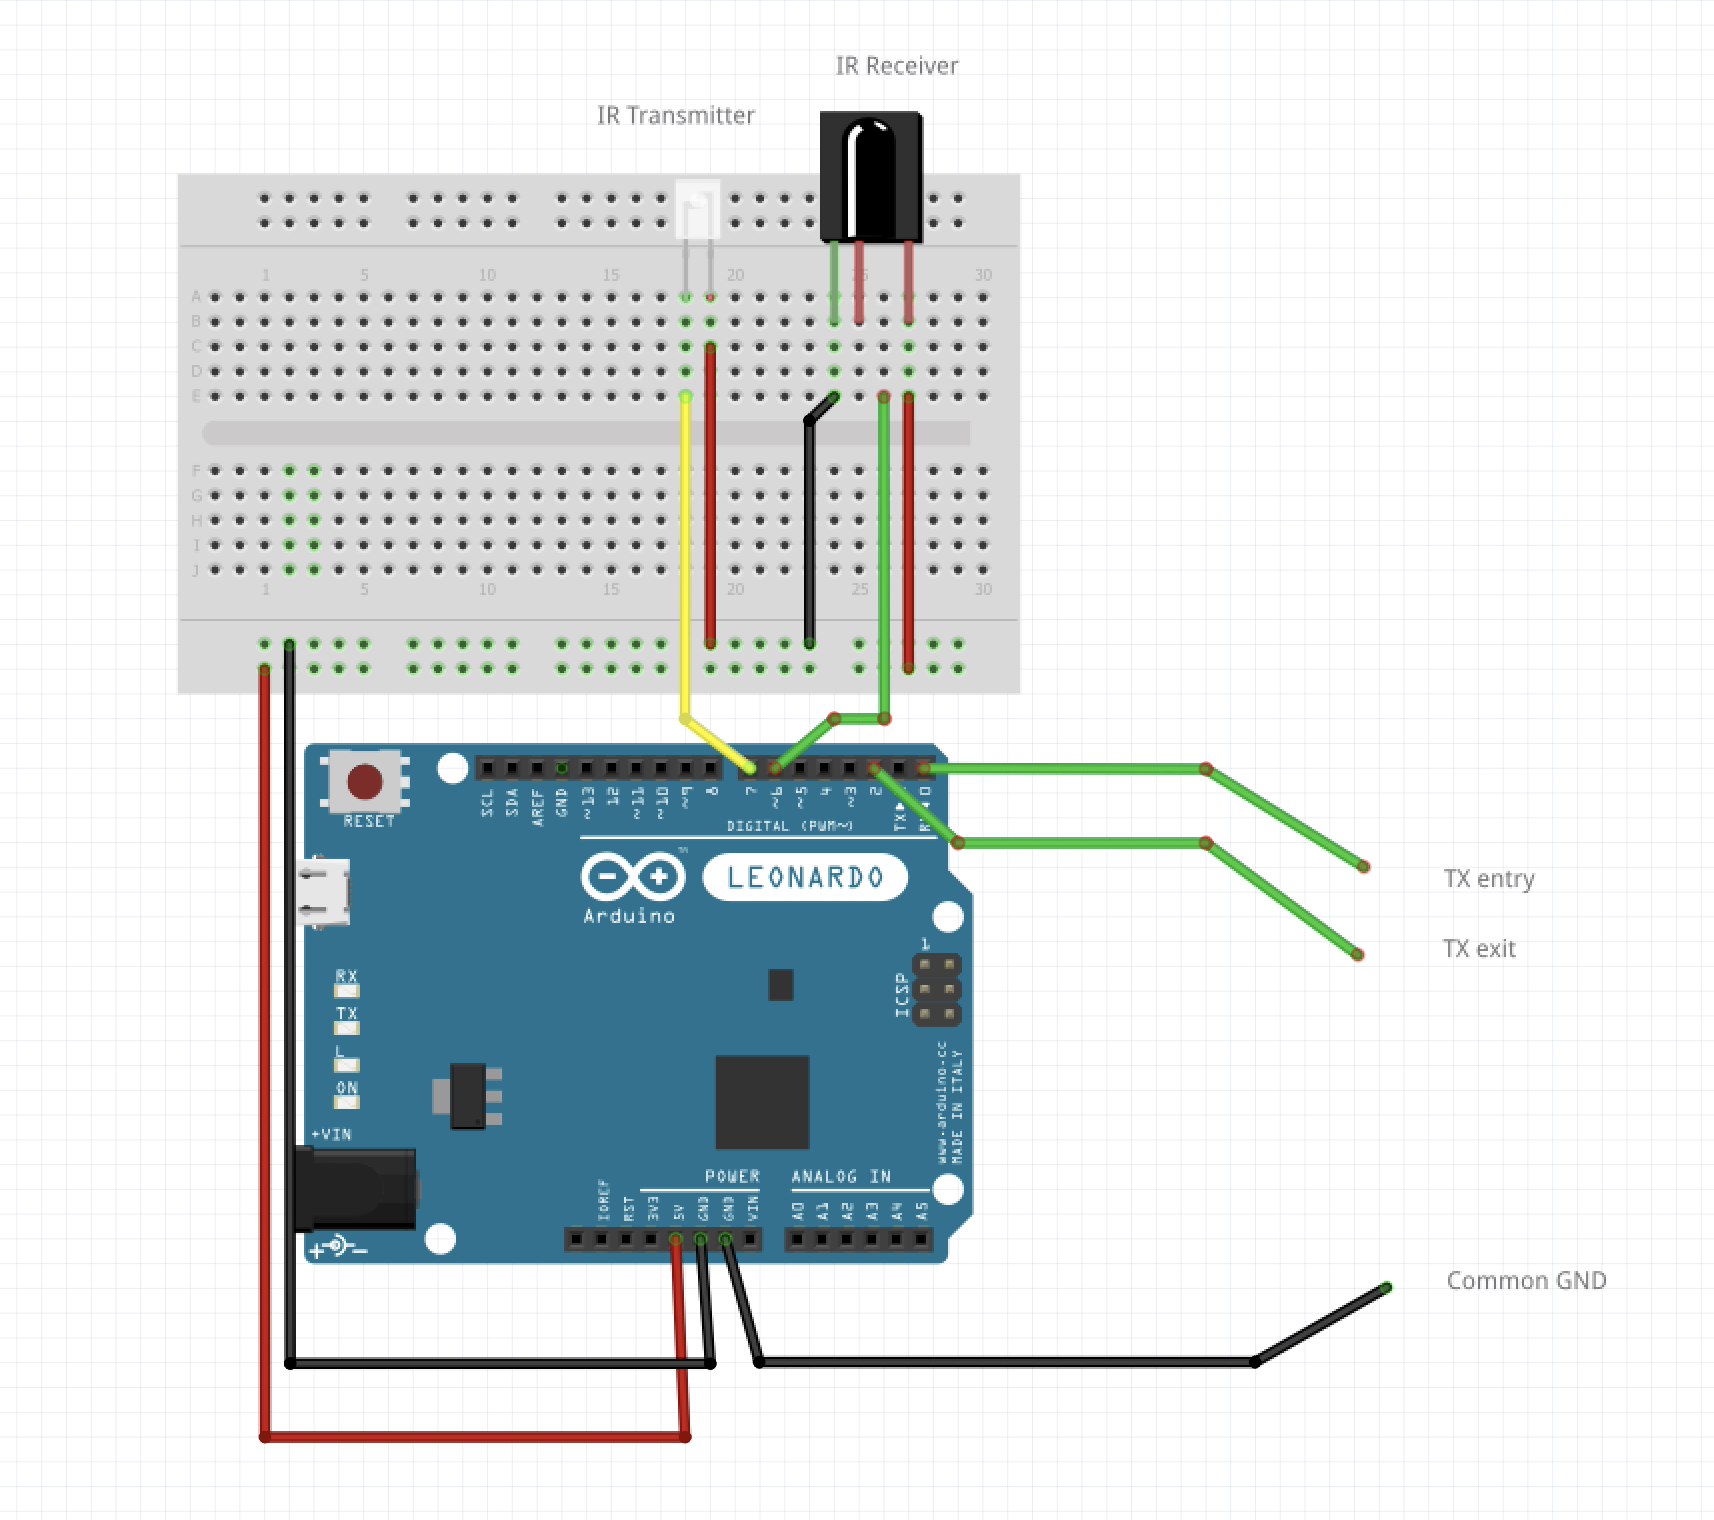 IR Receiver
IR Transmitter
1 5 10 15 20 25 30
A
B
C
D
E
F
G
H
I
J
1 5 10 15 20 25 30
SCL SDA AREF GND ~13 12 ~11 ~10 ~9 8 7 ~6 ~5 4 ~3 2 TX 0
RESET
DIGITAL (PWM~)
TM
LEONARDO
Arduino
TX entry
TX exit
1
ICSP
RX
TX
L
ON
+VIN
www.arduino.cc
MADE IN ITALY
POWER ANALOG IN
IOREF RST 3V3 5V GND GND VIN A0 A1 A2 A3 A4 A5
+ -
Common GND